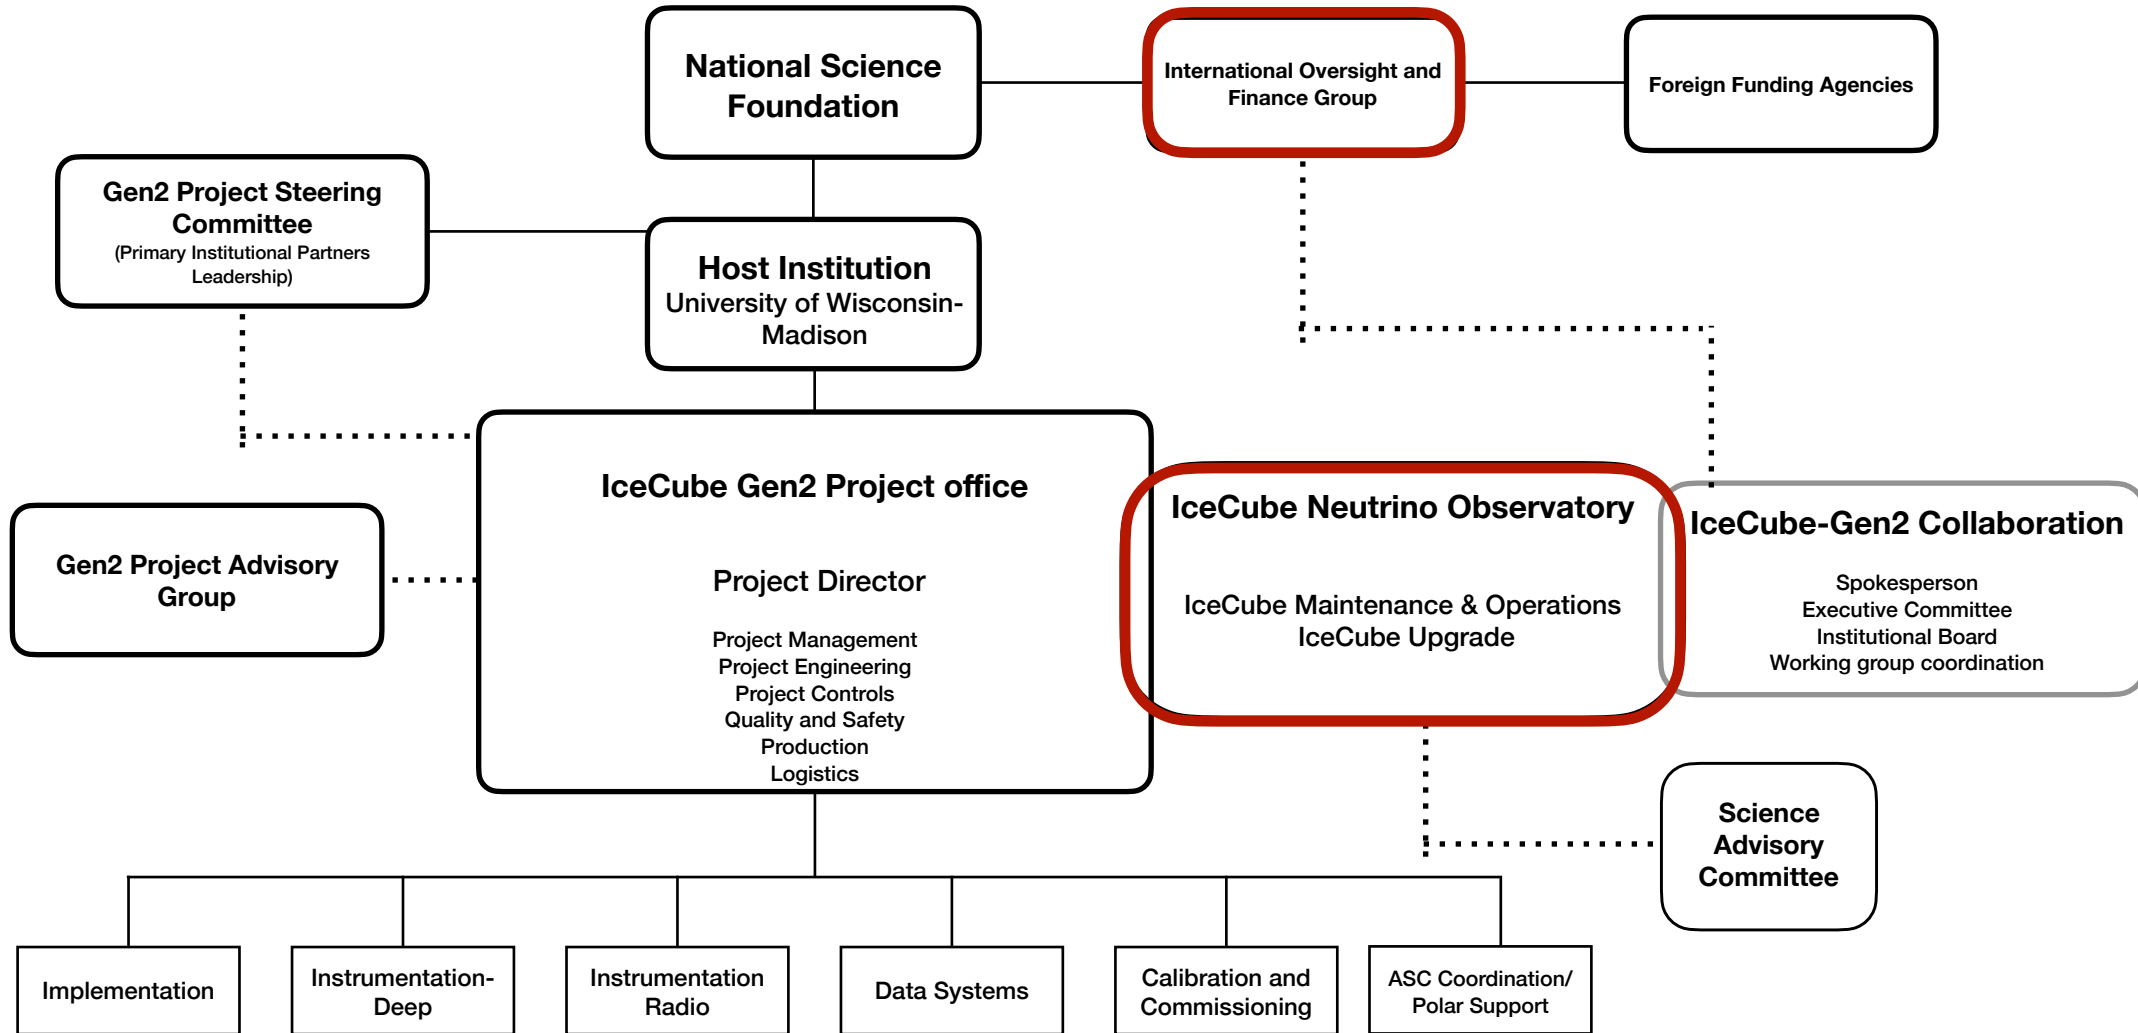 National Science
Foundation
International Oversight and
Finance Group
Foreign Funding Agencies
Gen2 Project Steering
Committee
(Primary Institutional Partners
Leadership)
Host Institution
University of Wisconsin-
Madison
IceCube Gen2 Project office
Project Director
Project Management
Project Engineering
Project Controls
Quality and Safety
Production
Logistics
IceCube Neutrino Observatory
IceCube Maintenance & Operations
IceCube Upgrade
IceCube-Gen2 Collaboration
Spokesperson
Executive Committee
Institutional Board
Working group coordination
Gen2 Project Advisory
Group
Science
Advisory
Committee
Implementation
Instrumentation-
Deep
Instrumentation
Radio
Data Systems
Calibration and
Commissioning
ASC Coordination/
Polar Support